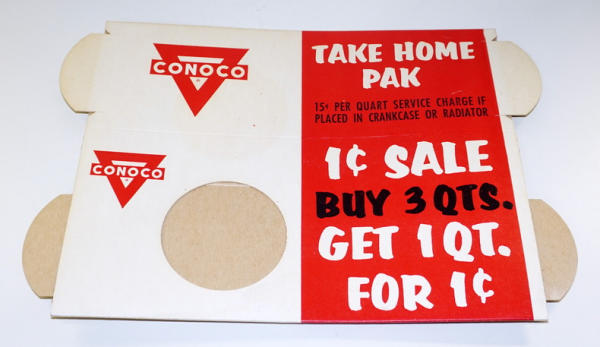 CONOCO
CONOCO
TAKE HOME
PAK
15¢ PER QUART SERVICE CHARGE IF
PLACED IN CRANKCASE OR RADIATOR
1¢ SALE
BUY 3 QTS.
GET 1 QT.
FOR 1¢